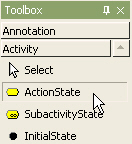 Toolbox
Annotation
Activity
Select
ActionState
SubactivityState
InitialState